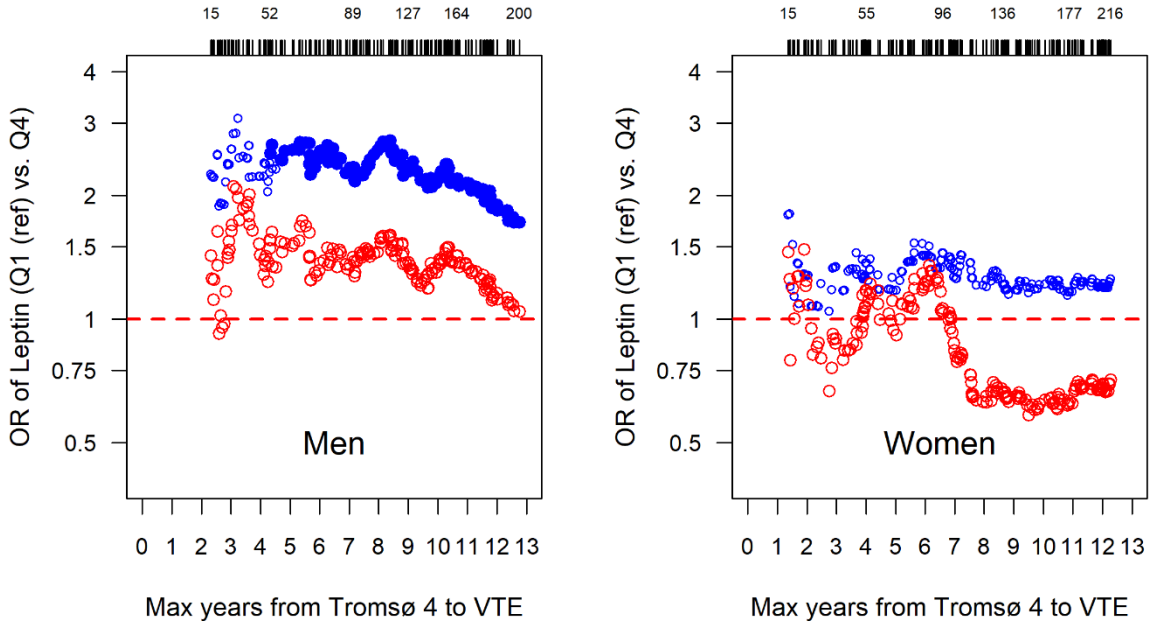 15 52 89 127 164 200
4
3
2
1.5
1
0.75
0.5
OR of Leptin (Q1 (ref) vs. Q4)
Men
0 1 2 3 4 5 6 7 8 9 10 11 12 13
Max years from Tromsø 4 to VTE
15 55 96 136 177 216
4
3
2
1.5
1
0.75
0.5
OR of Leptin (Q1 (ref) vs. Q4)
Women
0 1 2 3 4 5 6 7 8 9 10 11 12 13
Max years from Tromsø 4 to VTE